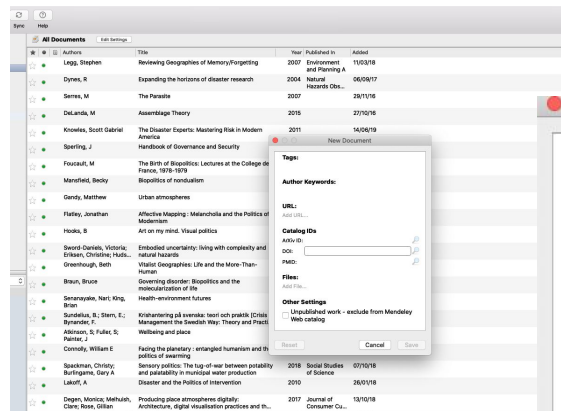 Sync Help
All Documents Edit Settings
Authors Title Year Published In Added
Legg, Stephen Reviewing Geographies of Memory/Forgetting 2007 Environment and Planning A 11/03/18
Dynes, R Expanding the horizons of disaster research 2004 Natural Hazards Obs... 06/09/17
Serres, M The Parasite 2007 29/11/16
DeLanda, M Assemblage Theory 2015 27/10/16
Knowles, Scott Gabriel The Disaster Experts: Mastering Risk in Modern America 2011 14/06/19
Sperling, J Handbook of Governance and Security
Foucault, M The Birth of Biopolitics: Lectures at the College de
France, 1978-1979
Mansfield, Becky Biopolitics of nondualism
Gandy, Matthew Urban atmospheres
Flatley, Jonathan Affective Mapping : Melancholia and the Politics of
Modernism
Hooks, B Art on my mind. Visual politics
Sword-Daniels, Victoria; Eriksen, Christine; Huds... Embodied uncertainty: living with complexity and
natural hazards
Greenhough, Beth Vitalist Geographies: Life and the More-Than-
Human
Braun, Bruce Governing disorder: Biopolitics and the
molecularization of life
Senanayake, Nari; King, Brian Health-environment futures
Sundelius, B.; Stern, E.; Bynander, F. Krishantering på svenska: teori och praktik [Crisis
Management the Swedish Way: Theory and Practi
Atkinson, S; Fuller, S; Painter, J Wellbeing and place
Connolly, William E Facing the planetary : entangled humanism and th
politics of swarming
Spackman, Christy; Burlingame, Gary A Sensory politics: The tug-of-war between potability
and palatability in municipal water production 2018 Social Studies of Science 07/10/18
Lakoff, A Disaster and the Politics of Intervention 2010 26/01/18
Degen, Monica; Melhuish, Clare; Rose, Gillian Producing place atmospheres digitally:
Architecture, digital visualisation practices and th... 2017 Journal of Consumer Cu... 13/10/18
New Document
Tags:
Author Keywords:
URL:
Add URL...
Catalog IDs
ArXiv ID:
DOI:
PMID:
Files:
Add File...
Other Settings
Unpublished work - exclude from Mendeley
Web catalog
Reset Cancel Save